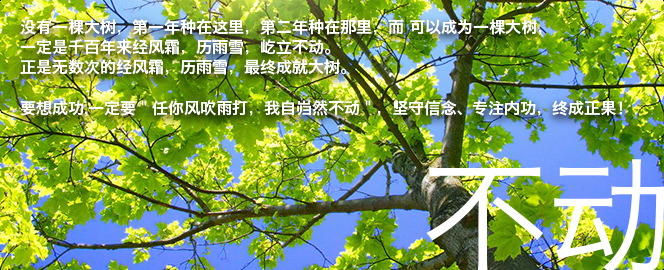 没有一棵大树，第一年种在这里，第二年种在那里，而 可以成为一棵大树，
一定是千百年来经风霜，历雨雪，屹立不动。
正是无数次的经风霜，历雨雪，最终成就大树。
要想成功 一定要“ 任你风吹雨打，我自岿然不动 ”，坚守信念、专注内功，终成正果！
不动